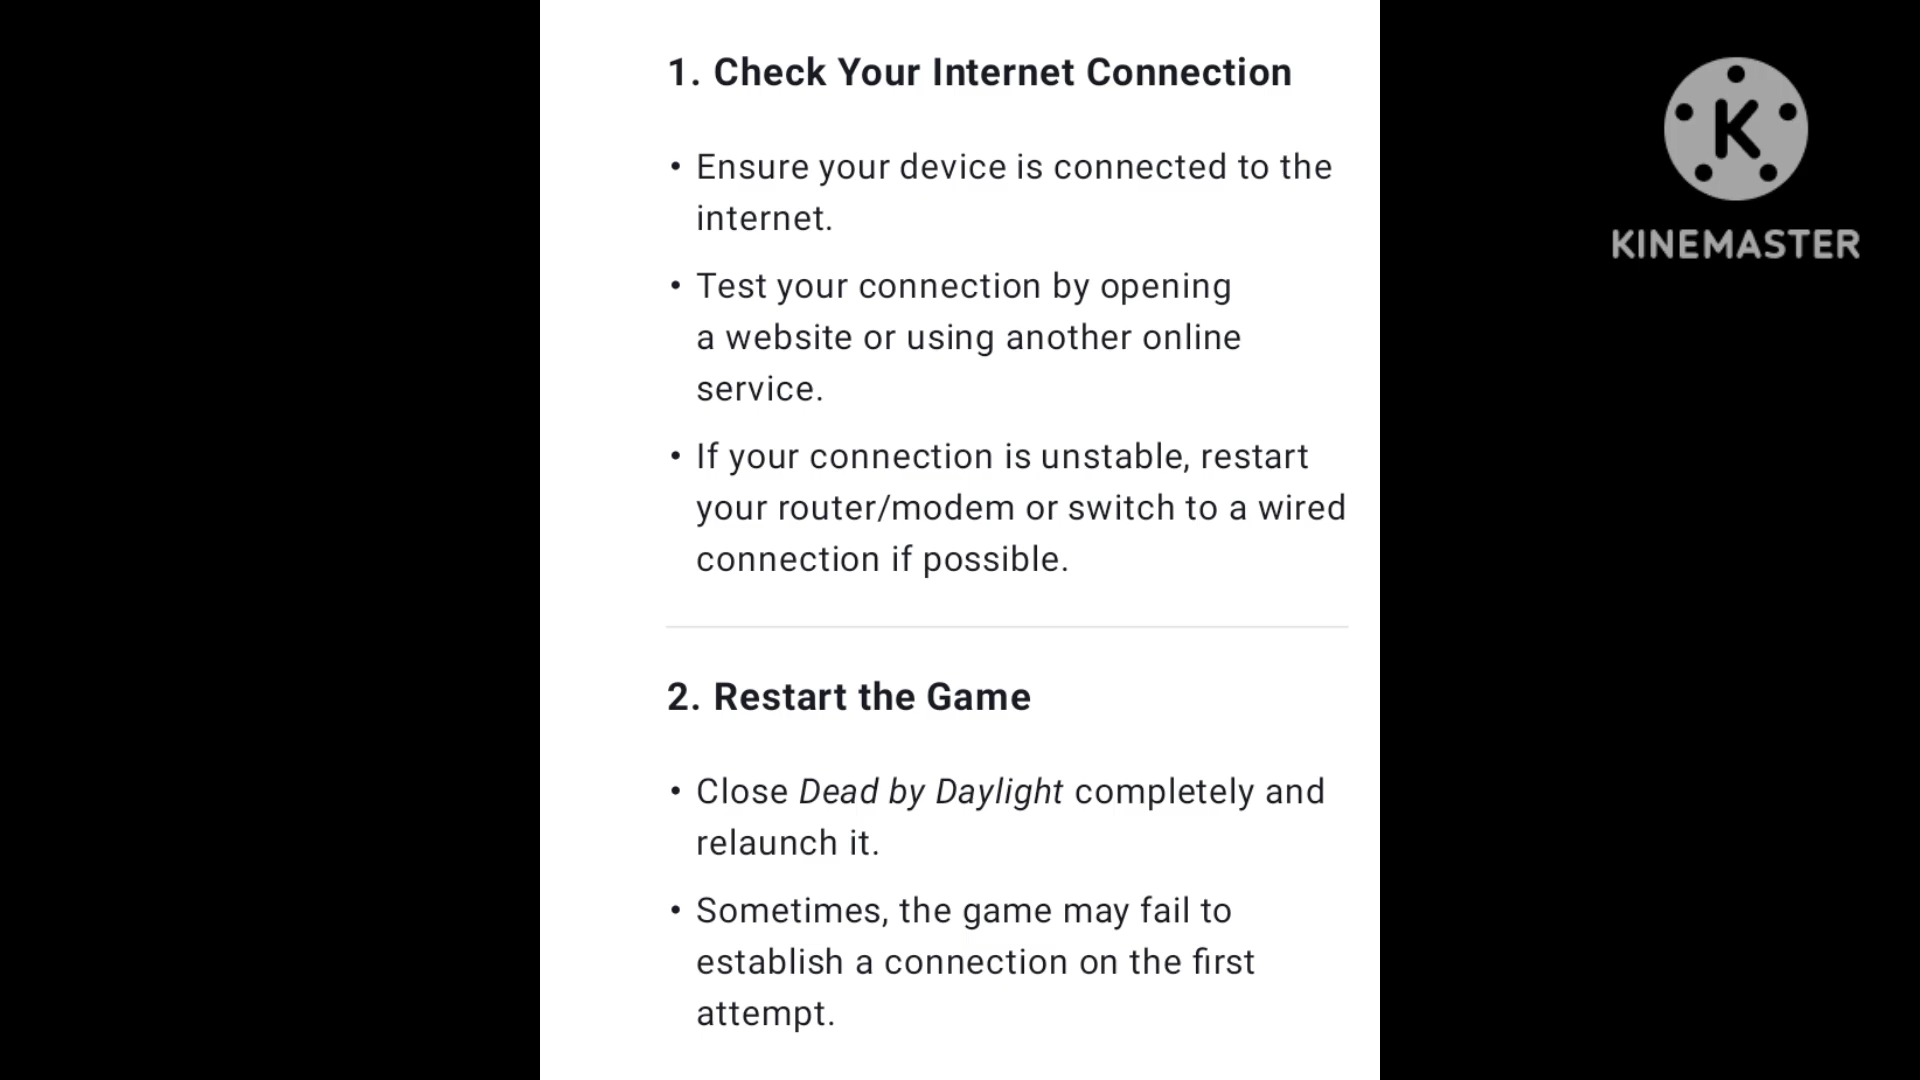 1. Check Your Internet Connection
• Ensure your device is connected to the
internet.
• Test your connection by opening
a website or using another online
service.
• If your connection is unstable, restart
your router/modem or switch to a wired
connection if possible.
2. Restart the Game
• Close Dead by Daylight completely and
relaunch it.
• Sometimes, the game may fail to
establish a connection on the first
attempt.
K
KINEMASTER